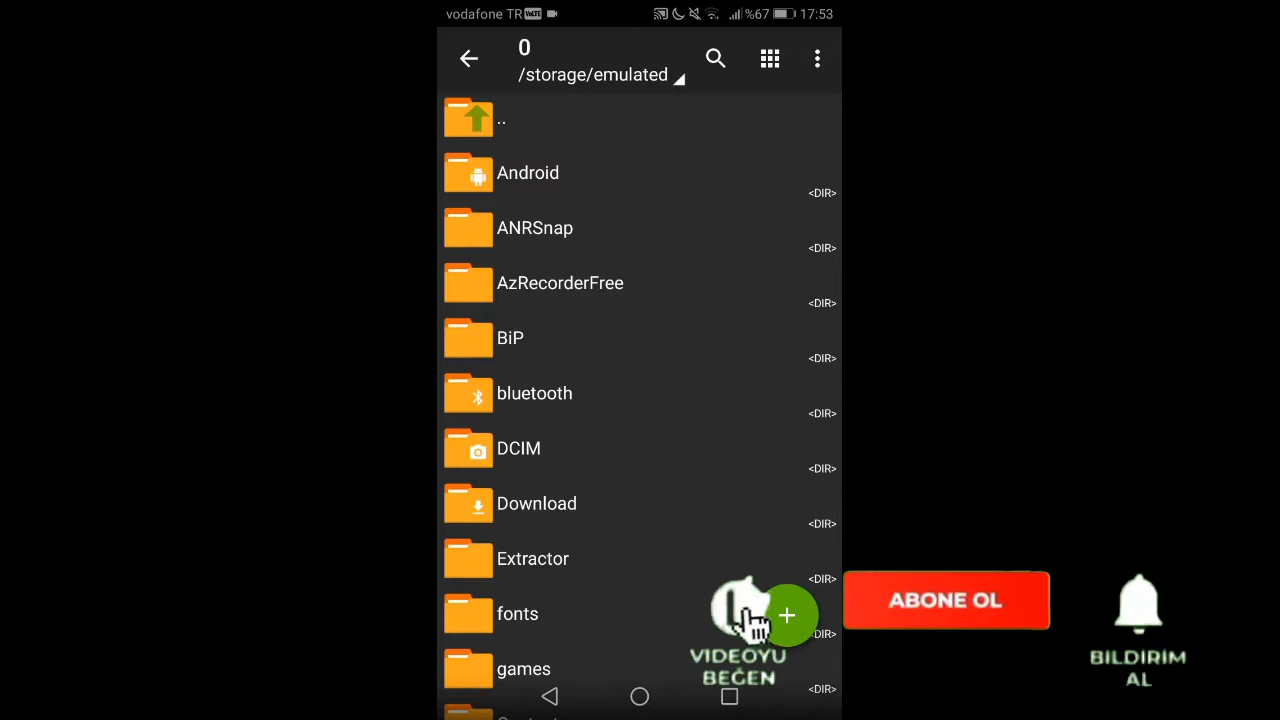 vodafone TR VoLTE %67 17:53
0
/storage/emulated
..
Android
<DIR>
ANRSnap
<DIR>
AzRecorderFree
<DIR>
BiP
<DIR>
bluetooth
<DIR>
DCIM
<DIR>
Download
<DIR>
Extractor
<DIR>
fonts
<DIR>
games
<DIR>
ABONE OL
VIDEOYU
BEĞEN
BILDIRIM
AL